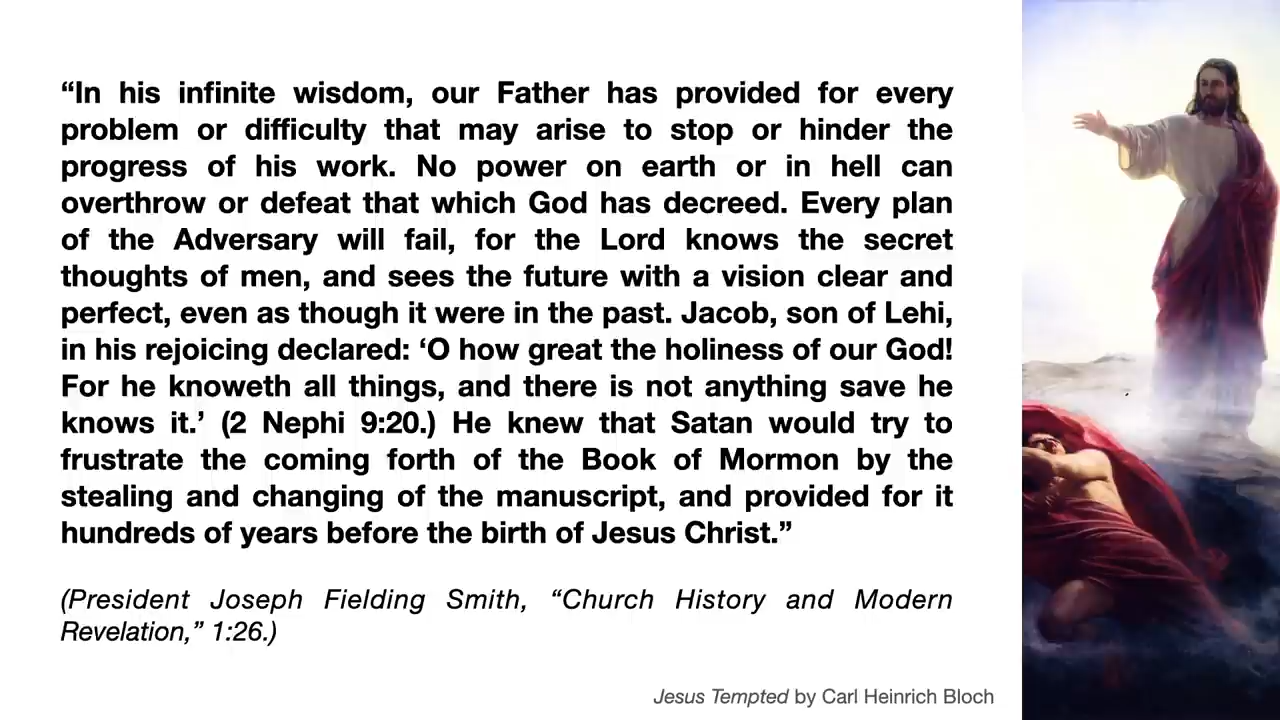 “In his infinite wisdom, our Father has provided for every
problem or difficulty that may arise to stop or hinder the
progress of his work. No power on earth or in hell can
overthrow or defeat that which God has decreed. Every plan
of the Adversary will fail, for the Lord knows the secret
thoughts of men, and sees the future with a vision clear and
perfect, even as though it were in the past. Jacob, son of Lehi,
in his rejoicing declared: ‘O how great the holiness of our God!
For he knoweth all things, and there is not anything save he
knows it.’ (2 Nephi 9:20.) He knew that Satan would try to
frustrate the coming forth of the Book of Mormon by the
stealing and changing of the manuscript, and provided for it
hundreds of years before the birth of Jesus Christ.”
(President Joseph Fielding Smith, “Church History and Modern
Revelation,” 1:26.)
Jesus Tempted by Carl Heinrich Bloch